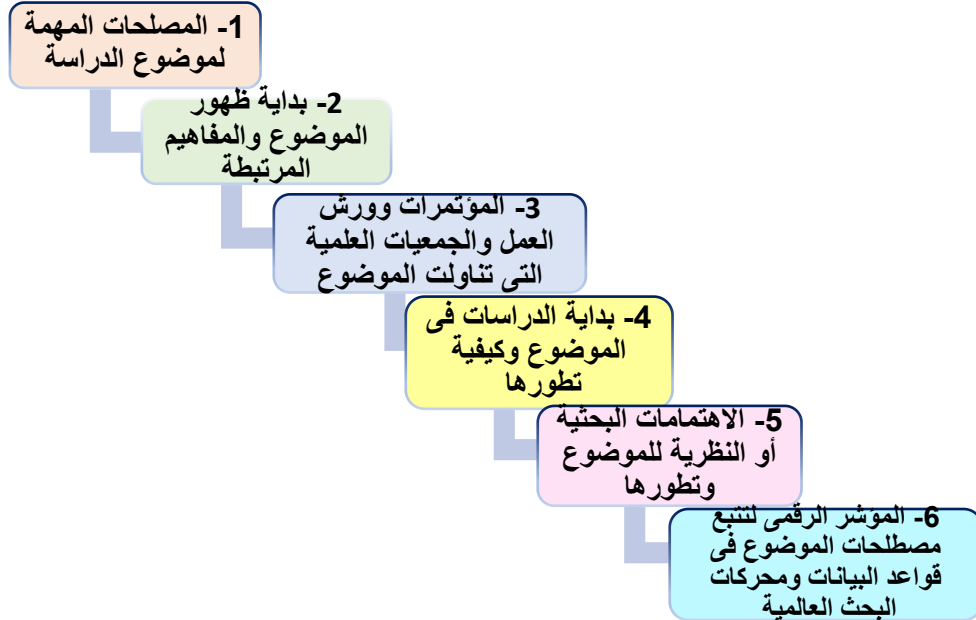 1- المصلحات المهمة
لموضوع الدراسة
2- بداية ظهور
الموضوع والمفاهيم
المرتبطة
3- المؤتمرات وورش
العمل والجمعيات العلمية
التى تناولت الموضوع
4- بداية الدراسات فى
الموضوع وكيفية
تطورها
5- الاهتمامات البحثية
أو النظرية للموضوع
وتطورها
6- المؤشر الرقمى لتتبع
مصطلحات الموضوع فى
قواعد البيانات ومحركات
البحث العالمية